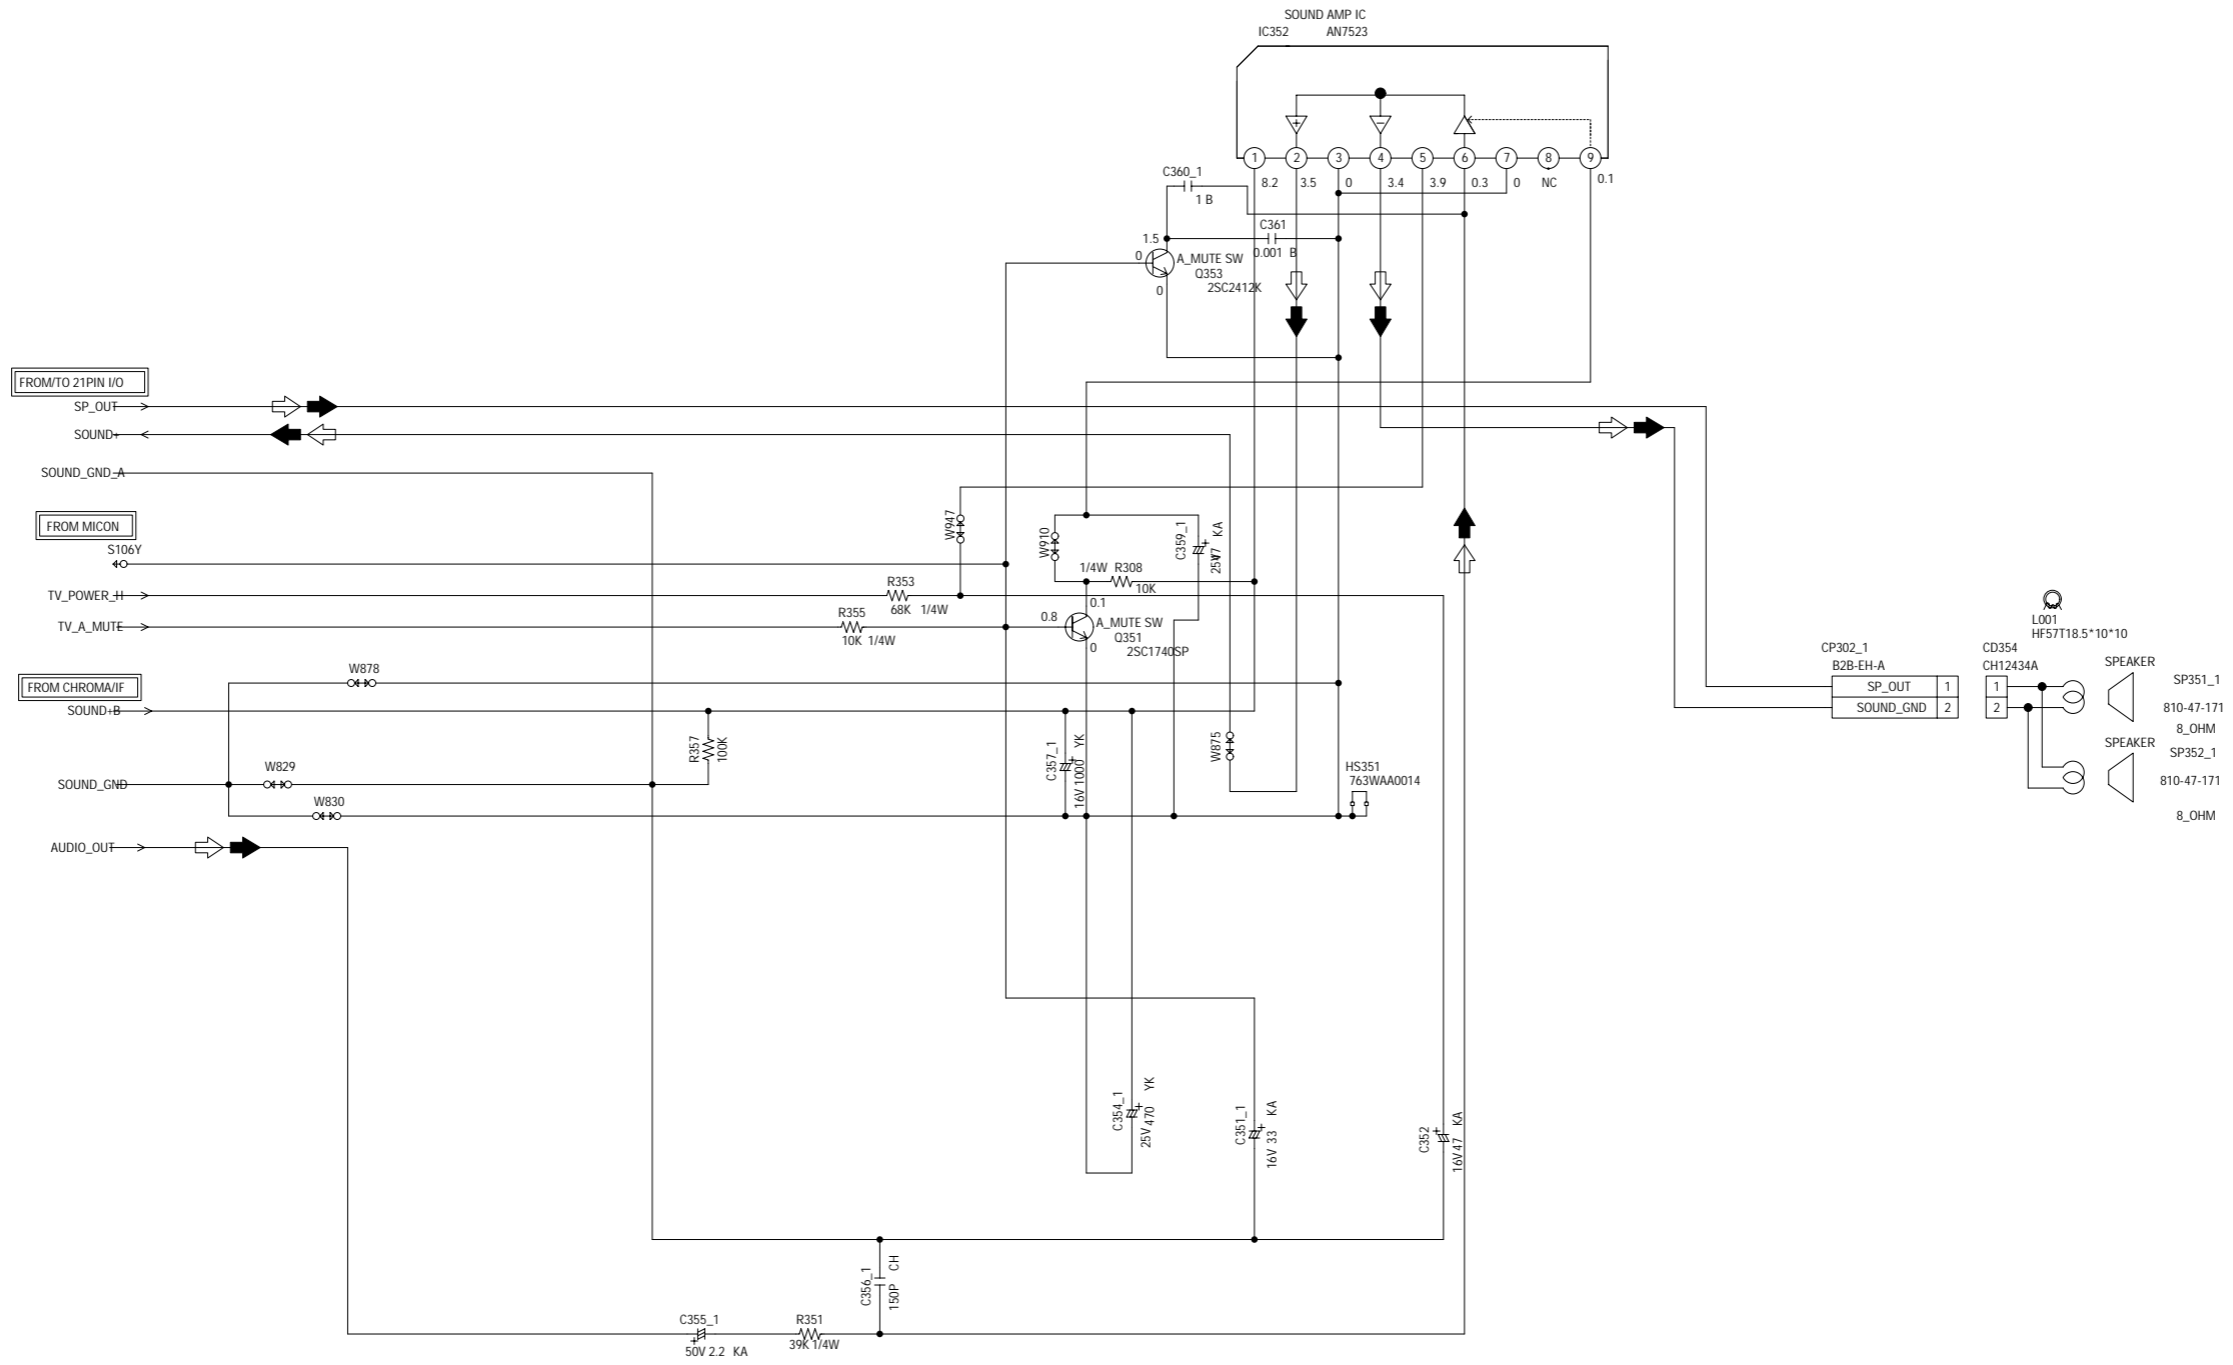 SOUND AMP IC
IC352 AN7523
1 2 3 4 5 6 7 8 9
8.2 3.5 0 3.4 3.9 0.3 0 NC 0.1
C360_1
1 B
C361
0.001 B
1.5
0
A_MUTE SW
Q353
2SC2412K
0
FROM/TO 21PIN I/O
SP_OUT
SOUND+
SOUND_GND_A
FROM MICON
S106Y
TV_POWER_H
TV_A_MUTE
W947
W910
C359_1
KA
1/4W R308
10K
R353
68K 1/4W
R355
10K 1/4W
0.1
0.8
A_MUTE SW
Q351
2SC1740SP
0
W878
FROM CHROMA/IF
SOUND+B
R357
100K
C357_1
16V 1000 YK
W875
W829
SOUND_GND
W830
HS351
763WAA0014
AUDIO_OUT
L001
HF57T18.5*10*10
CP302_1
B2B-EH-A
SP_OUT 1
SOUND_GND 2
CD354
CH12434A
1
2
SPEAKER
SP351_1
810-47-171
8_OHM
SPEAKER
SP352_1
810-47-171
8_OHM
C354_1
25V 470 YK
C351_1
16V 33 KA
C352
16V 47 KA
C356_1
150P CH
C355_1
50V 2.2 KA
R351
39K 1/4W